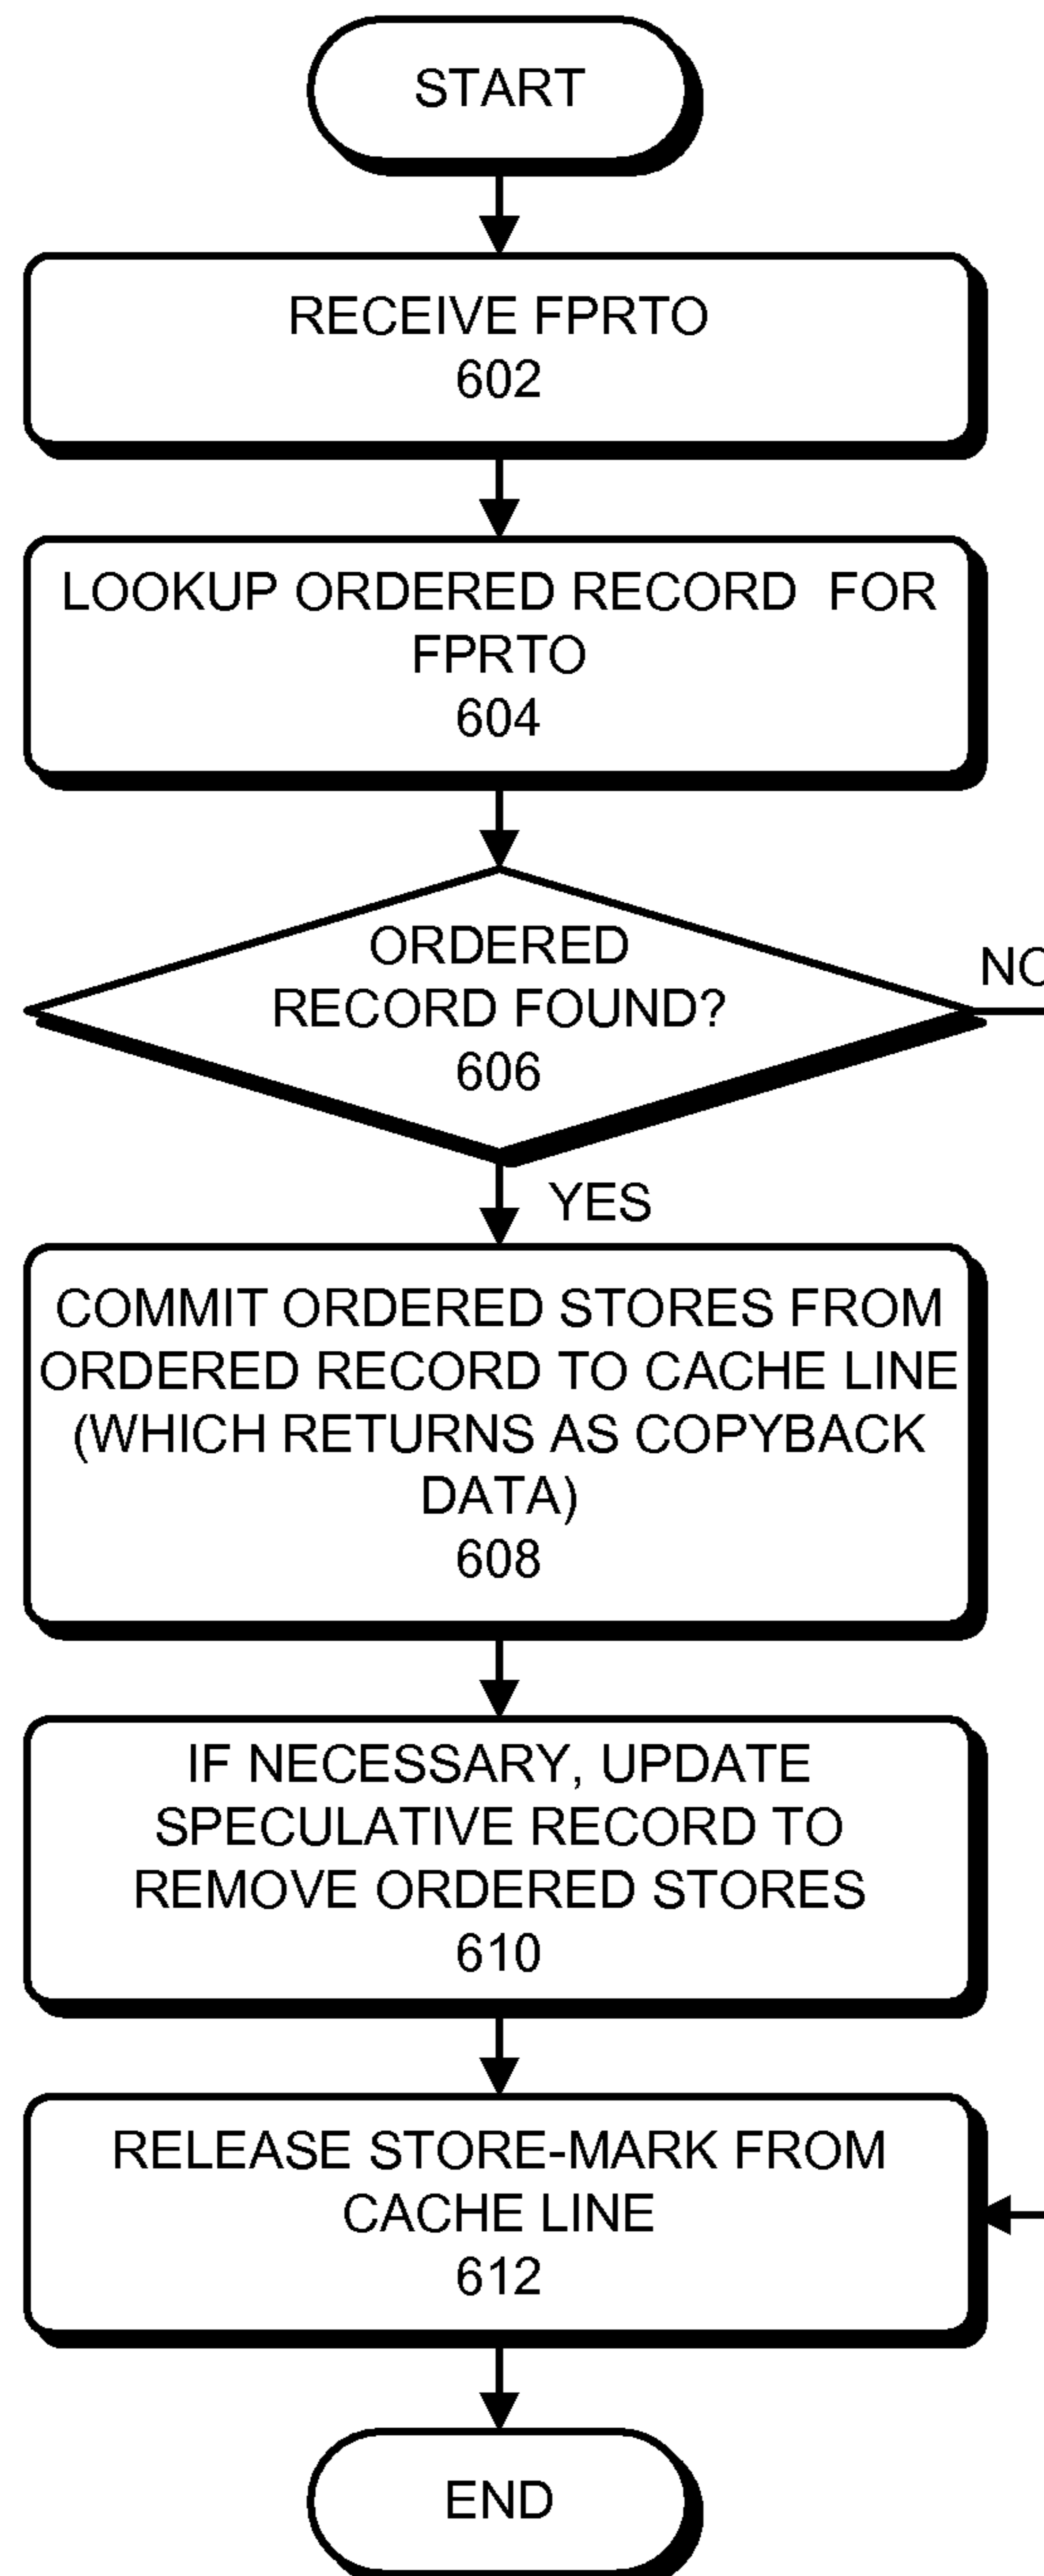 START
RECEIVE FPRTO
602
LOOKUP ORDERED RECORD FOR
FPRTO
604
ORDERED
RECORD FOUND?
606
NO
YES
COMMIT ORDERED STORES FROM
ORDERED RECORD TO CACHE LINE
(WHICH RETURNS AS COPYBACK
DATA)
608
IF NECESSARY, UPDATE
SPECULATIVE RECORD TO
REMOVE ORDERED STORES
610
RELEASE STORE-MARK FROM
CACHE LINE
612
END